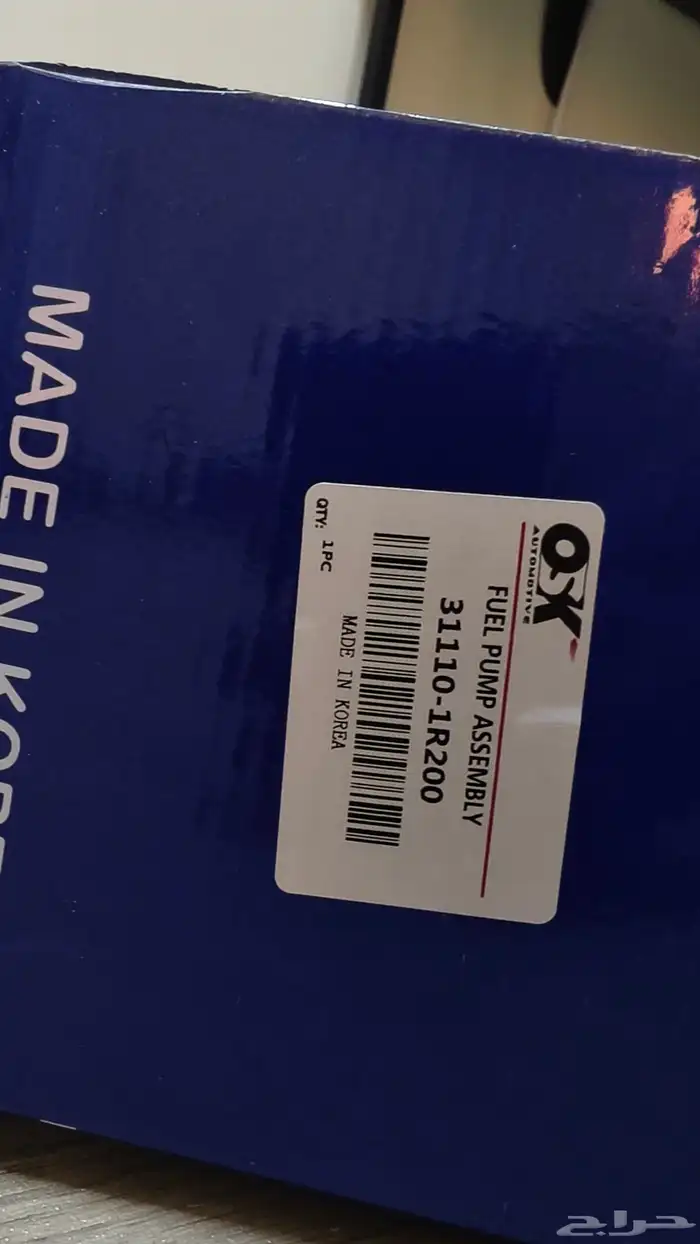 MADE IN KORE
OSK
AUTOMOTIVE
FUEL PUMP ASSEMBLY
31110-1R200
MADE IN KOREA
QTY: 1PC
حراج